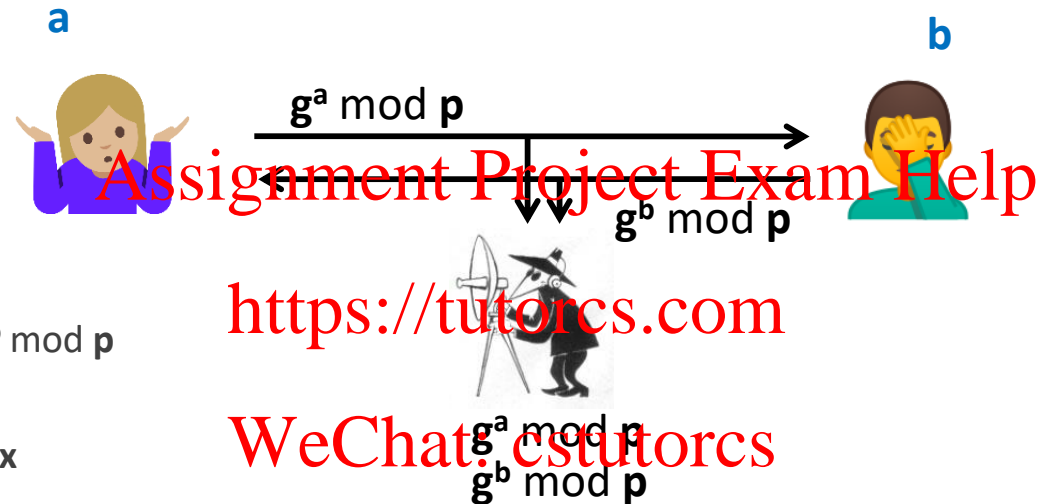 a
b
gᵃ mod p
Assignment Project Exam Help
gᵇ mod p
https://tutorcs.com
mod p
WeChat: cstutorcs
gᵃ mod p
x
gᵇ mod p